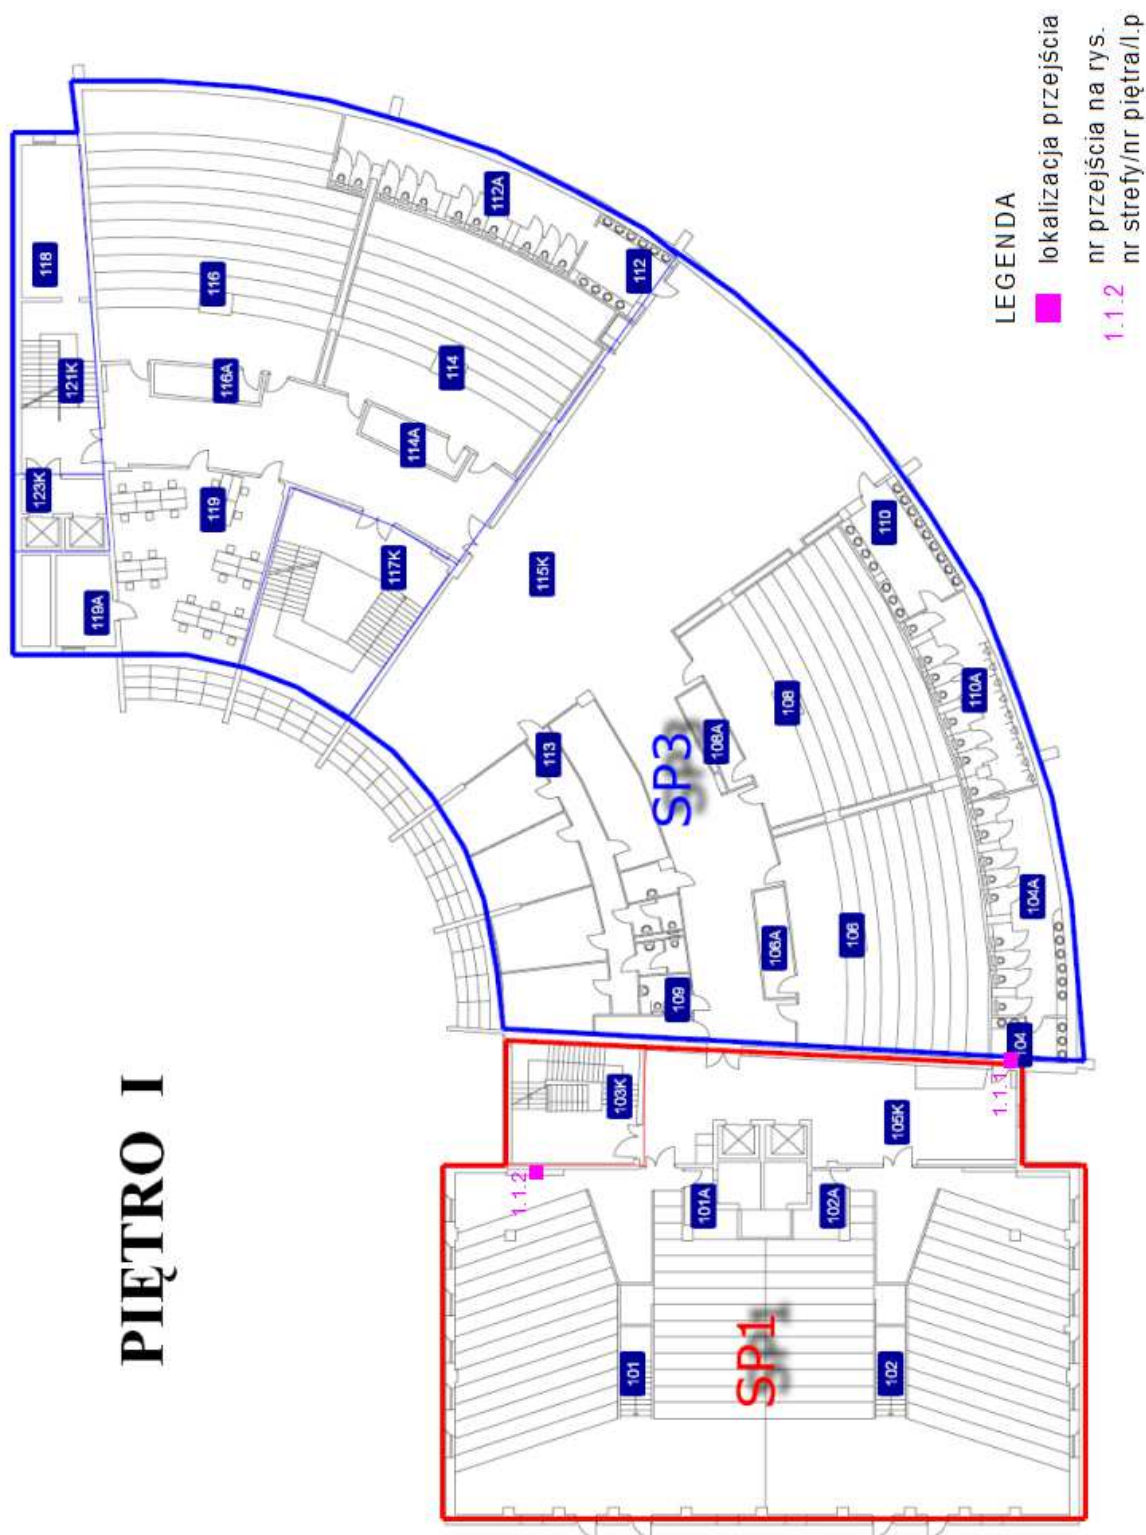 PIĘTRO I
118
121K
123K
116
116A
119
119A
117K
112A
112
114
114A
115K
110
110A
108
108A
113
SP3
106
106A
109
104A
104
1.1.1
103K
105K
1.1.2
101A
102A
SP1
101
102
LEGENDA
lokalizacja przejścia
1.1.2 nr przejścia na rys.
nr strefy/nr piętra/l.p